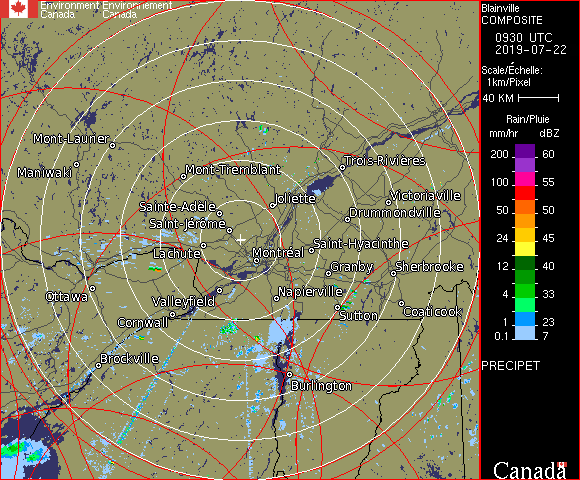 Environment Environnement
Canada Canada
Blainville
COMPOSITE
0930 UTC
2019-07-22
Scale/Échelle:
1km/Pixel
40 KM
Rain/Pluie
mm/hr dBZ
200 60
100 55
50 50
24 45
12 40
4 33
1 23
0.1 7
PRECIPET
Canada
Mont-Laurier
Maniwaki
Mont-Tremblant
Trois-Rivières
Sainte-Adèle
Joliette
Victoriaville
Saint-Jérôme
Drummondville
Lachute
Montréal
Saint-Hyacinthe
Granby
Sherbrooke
Ottawa
Valleyfield
Napierville
Cornwall
Sutton
Coaticook
Brockville
Burlington